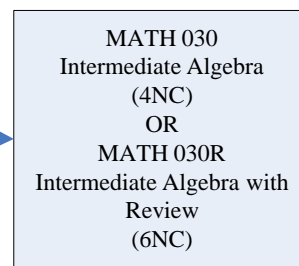 MATH 030
Intermediate Algebra
(4NC)
OR
MATH 030R
Intermediate Algebra with
Review
(6NC)